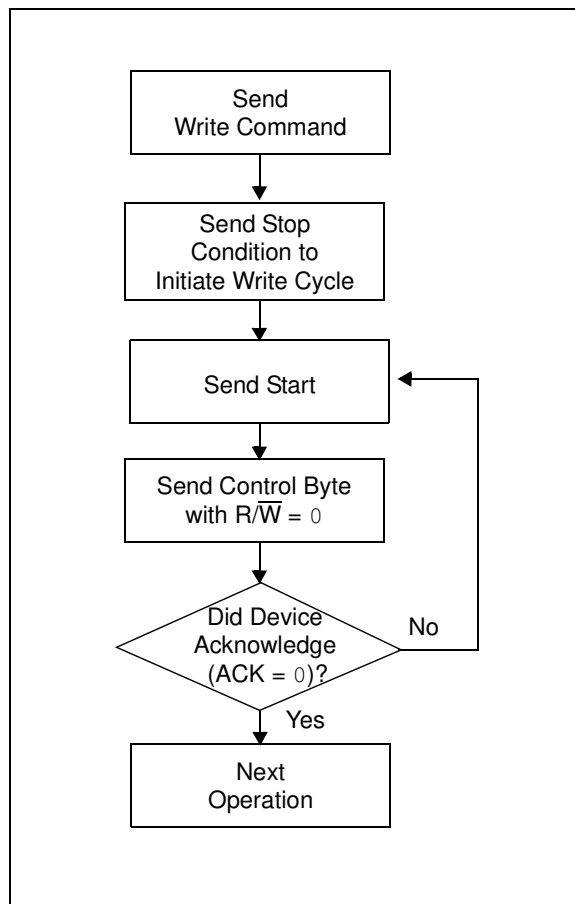 Send
Write Command
Send Stop
Condition to
Initiate Write Cycle
Send Start
Send Control Byte
with R/W̅ = 0
Did Device
Acknowledge
(ACK = 0)?
No
Yes
Next
Operation